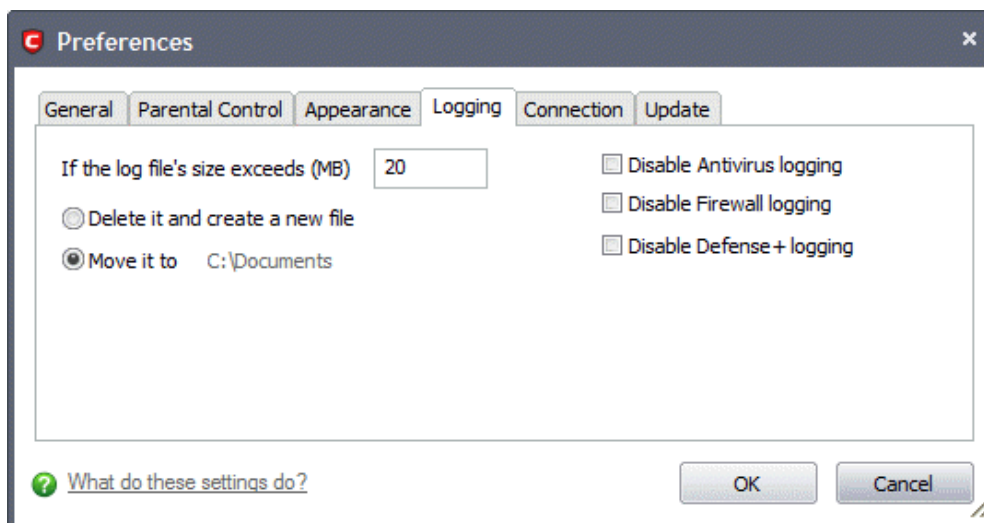 Preferences
General Parental Control Appearance Logging Connection Update
If the log file's size exceeds (MB) 20
Delete it and create a new file
Move it to C:\Documents
Disable Antivirus logging
Disable Firewall logging
Disable Defense+ logging
What do these settings do?
OK Cancel